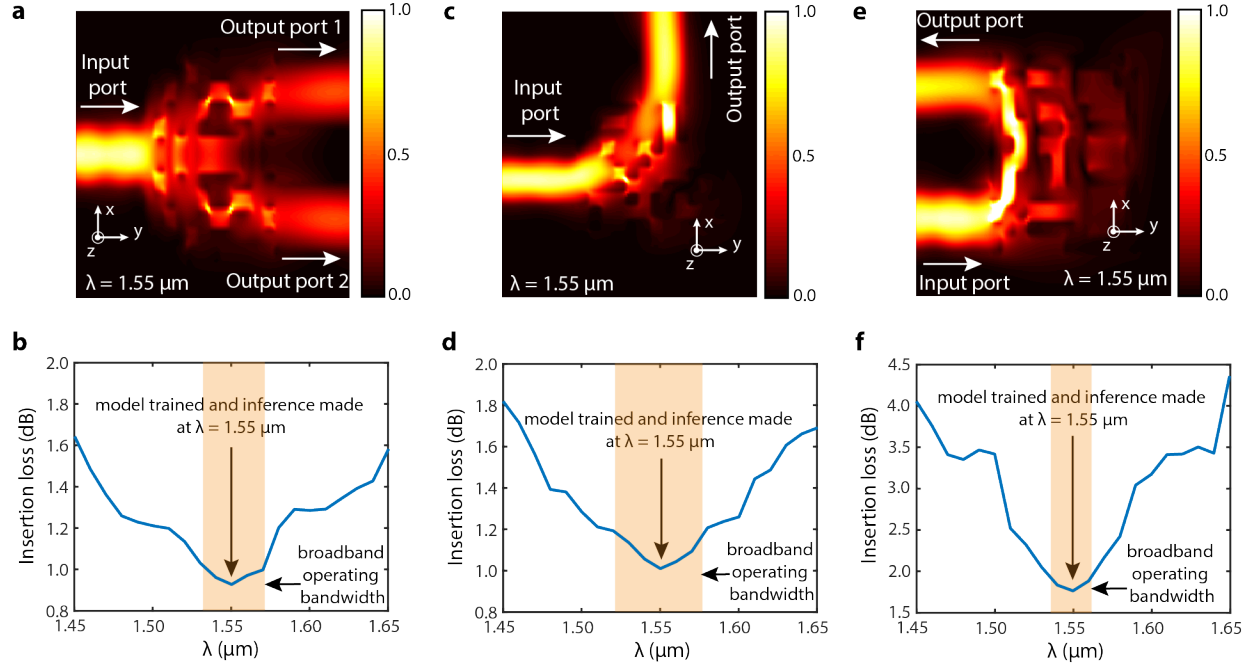 a
Output port 1
Input
port
x
y
z
λ = 1.55 µm
Output port 2
1.0
0.5
0.0
c
Output port
Input
port
x
y
z
λ = 1.55 µm
1.0
0.5
0.0
e
Output port
x
y
z
Input port
λ = 1.55 µm
1.0
0.5
0.0
b
Insertion loss (dB)
2.0
1.8
1.6
1.4
1.2
1.0
0.8
model trained and inference made
at λ = 1.55 µm
broadband
operating
bandwidth
1.45 1.50 1.55 1.60 1.65
λ (µm)
d
Insertion loss (dB)
2.0
1.8
1.6
1.4
1.2
1.0
0.8
model trained and inference made
at λ = 1.55 µm
broadband
operating
bandwidth
1.45 1.50 1.55 1.60 1.65
λ (µm)
f
Insertion loss (dB)
4.5
4.0
3.5
3.0
2.5
2.0
1.5
model trained and inference made
at λ = 1.55 µm
broadband
operating
bandwidth
1.45 1.50 1.55 1.60 1.65
λ (µm)